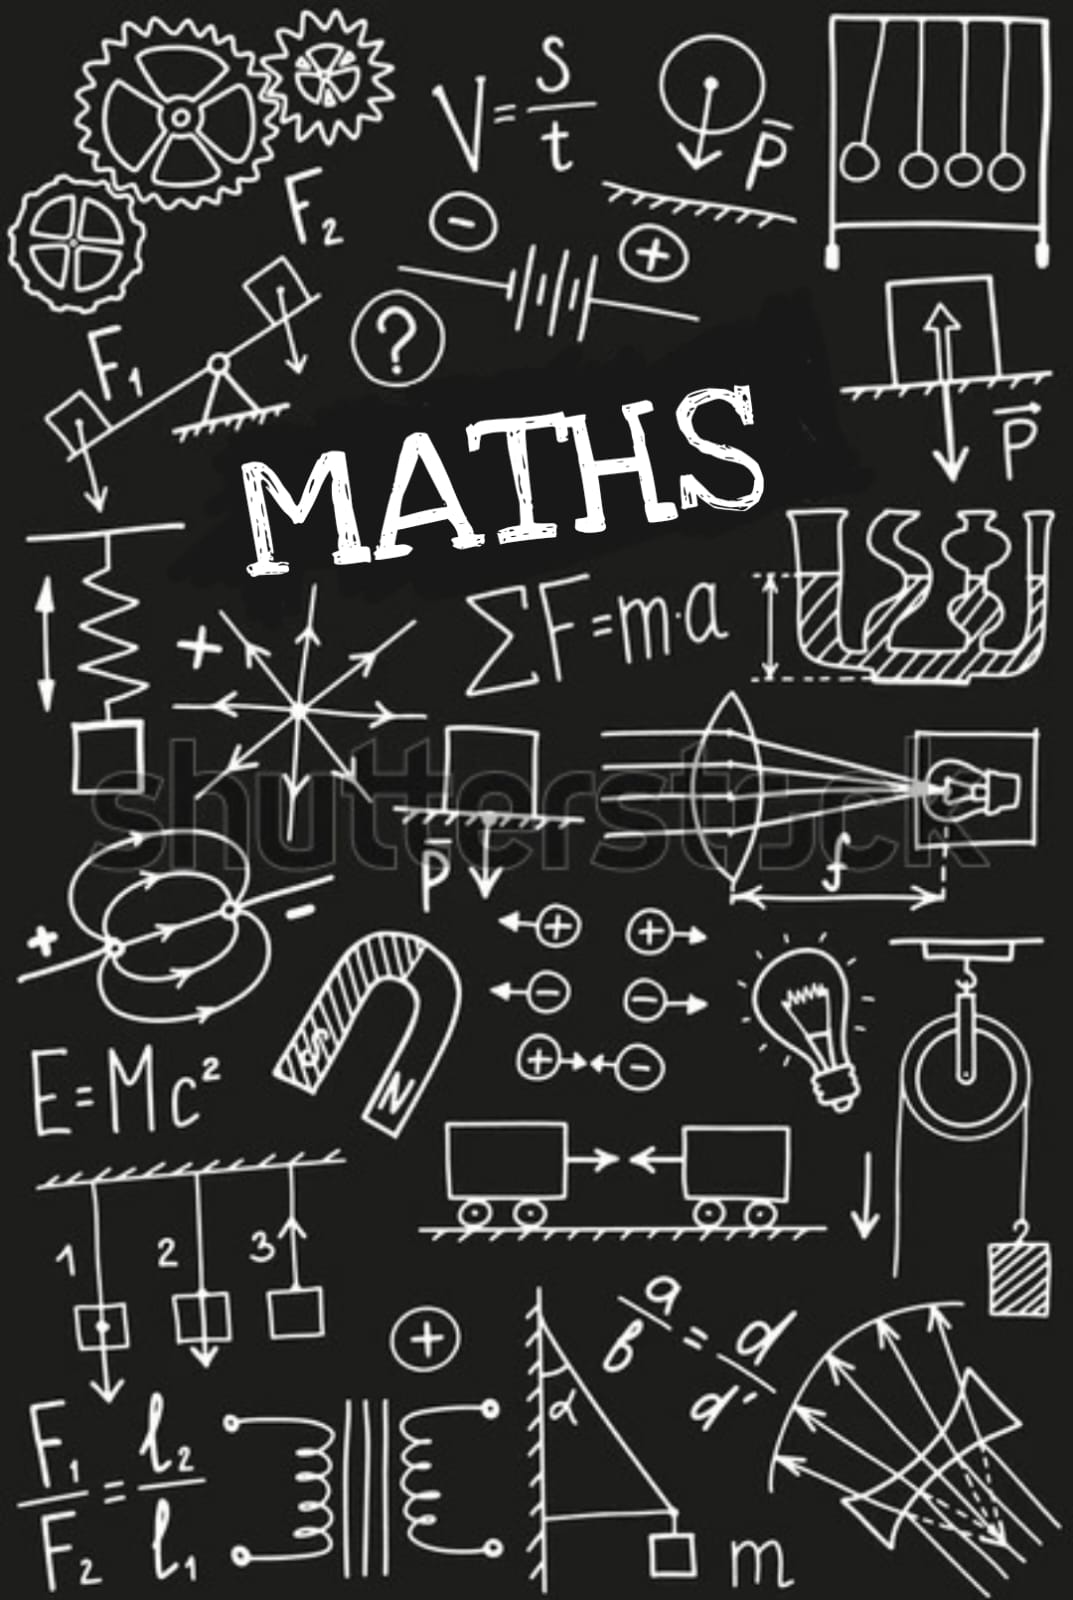 V = s/t
P̄
F₂
−
+
?
F₁
MATHS
P⃗
ΣF=m·a
+
shutterstock
P̄
f
+
−
+ +
− −
+ −
E=Mc²
S
N
1 2 3
+
a/b = d/d'
α
F₁/F₂ = l₂/l₁
m